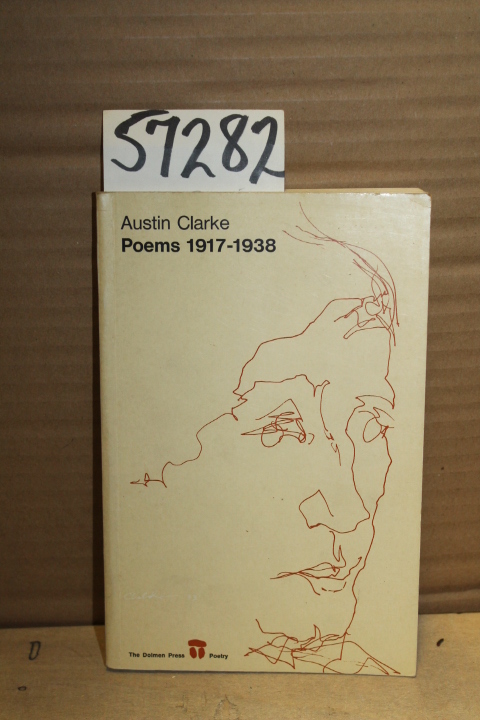 57282
Austin Clarke
Poems 1917-1938
The Dolmen Press Poetry